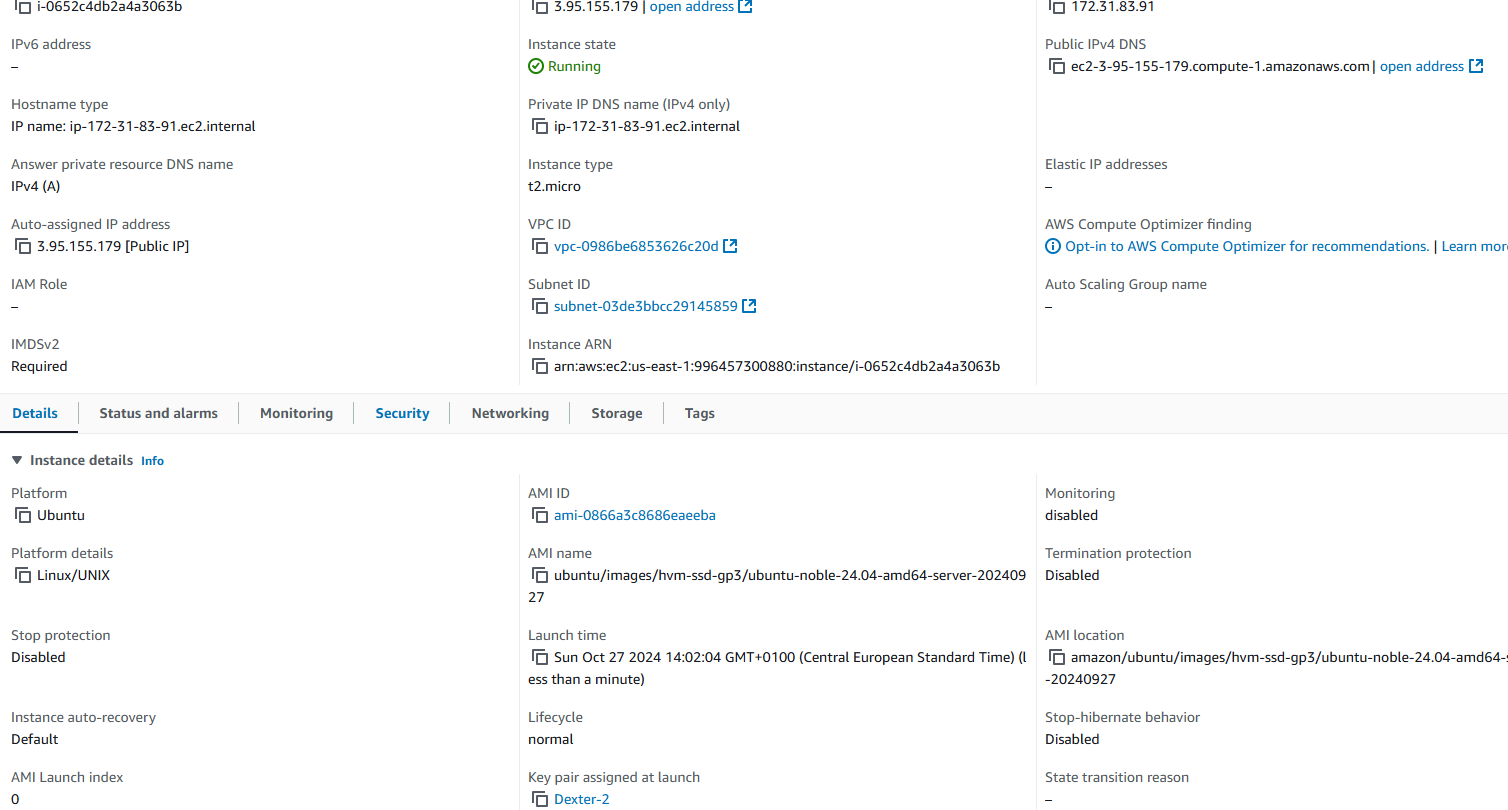 i-0652c4db2a4a3063b
3.95.155.179 | open address
172.31.83.91
IPv6 address
–
Instance state
Running
Public IPv4 DNS
ec2-3-95-155-179.compute-1.amazonaws.com | open address
Hostname type
IP name: ip-172-31-83-91.ec2.internal
Private IP DNS name (IPv4 only)
ip-172-31-83-91.ec2.internal
Answer private resource DNS name
IPv4 (A)
Instance type
t2.micro
Elastic IP addresses
–
Auto-assigned IP address
3.95.155.179 [Public IP]
VPC ID
vpc-0986be6853626c20d
AWS Compute Optimizer finding
Opt-in to AWS Compute Optimizer for recommendations. | Learn more
IAM Role
–
Subnet ID
subnet-03de3bbcc29145859
Auto Scaling Group name
–
IMDSv2
Required
Instance ARN
arn:aws:ec2:us-east-1:996457300880:instance/i-0652c4db2a4a3063b
Details
Status and alarms
Monitoring
Security
Networking
Storage
Tags
Instance details Info
Platform
Ubuntu
AMI ID
ami-0866a3c8686eaeeba
Monitoring
disabled
Platform details
Linux/UNIX
AMI name
ubuntu/images/hvm-ssd-gp3/ubuntu-noble-24.04-amd64-server-202409
27
Termination protection
Disabled
Stop protection
Disabled
Launch time
Sun Oct 27 2024 14:02:04 GMT+0100 (Central European Standard Time) (l
ess than a minute)
AMI location
amazon/ubuntu/images/hvm-ssd-gp3/ubuntu-noble-24.04-amd64-s
-20240927
Instance auto-recovery
Default
Lifecycle
normal
Stop-hibernate behavior
Disabled
AMI Launch index
0
Key pair assigned at launch
Dexter-2
State transition reason
–